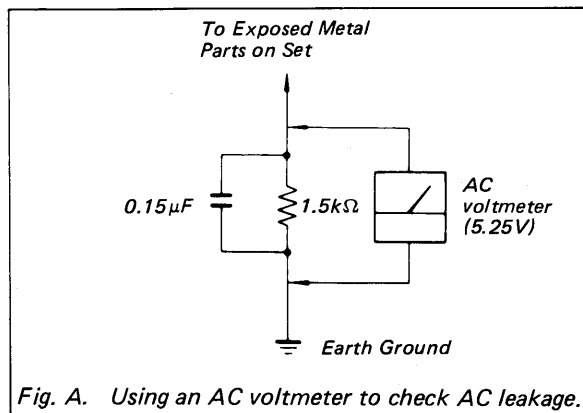 To Exposed Metal
Parts on Set
0.15μF
1.5kΩ
AC
voltmeter
(5.25V)
Earth Ground
Fig. A. Using an AC voltmeter to check AC leakage.